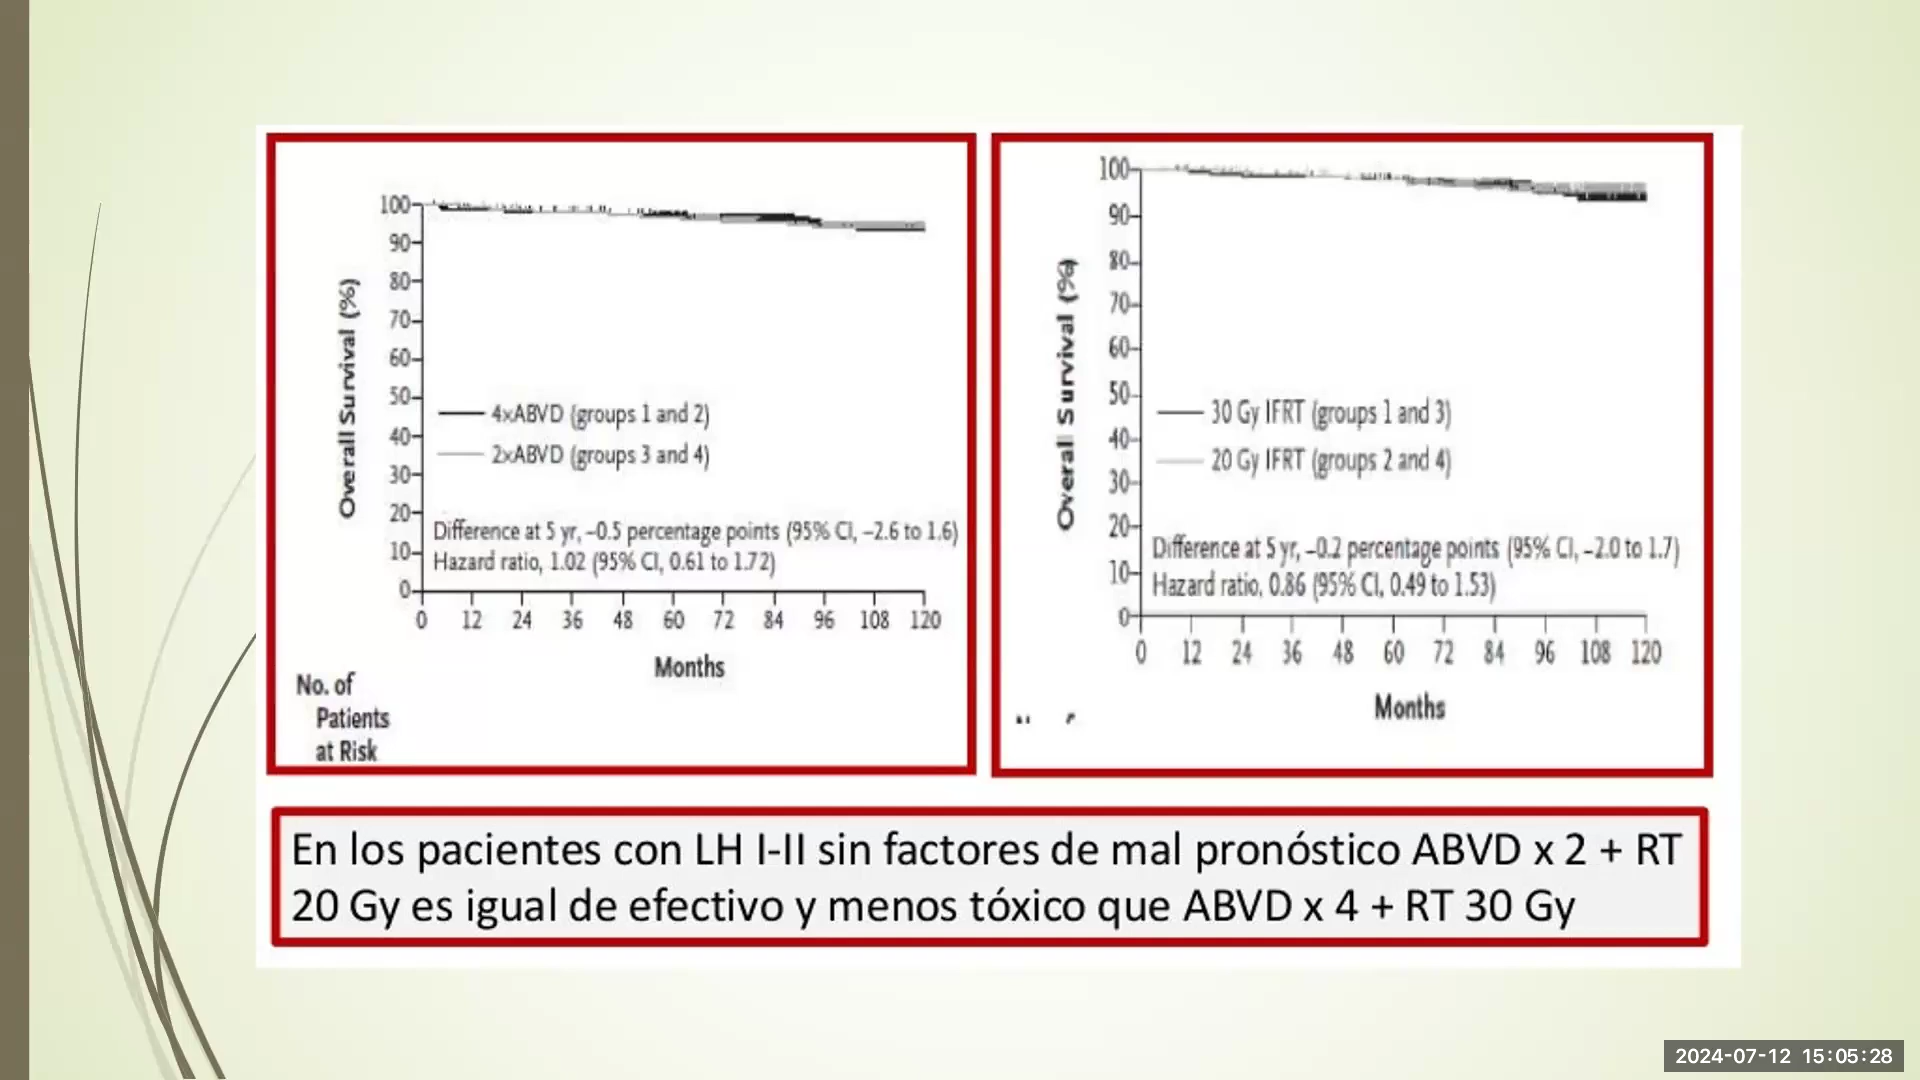 100
90
80
70
60
50
40
30
20
10
0
Overall Survival (%)
4xABVD (groups 1 and 2)
2xABVD (groups 3 and 4)
Difference at 5 yr, –0.5 percentage points (95% CI, –2.6 to 1.6)
Hazard ratio, 1.02 (95% CI, 0.61 to 1.72)
0 12 24 36 48 60 72 84 96 108 120
Months
No. of
Patients
at Risk
100
90
80
70
60
50
40
30
20
10
0
Overall Survival (%)
30 Gy IFRT (groups 1 and 3)
20 Gy IFRT (groups 2 and 4)
Difference at 5 yr, –0.2 percentage points (95% CI, –2.0 to 1.7)
Hazard ratio, 0.86 (95% CI, 0.49 to 1.53)
0 12 24 36 48 60 72 84 96 108 120
Months
En los pacientes con LH I-II sin factores de mal pronóstico ABVD x 2 + RT
20 Gy es igual de efectivo y menos tóxico que ABVD x 4 + RT 30 Gy
2024-07-12 15:05:28